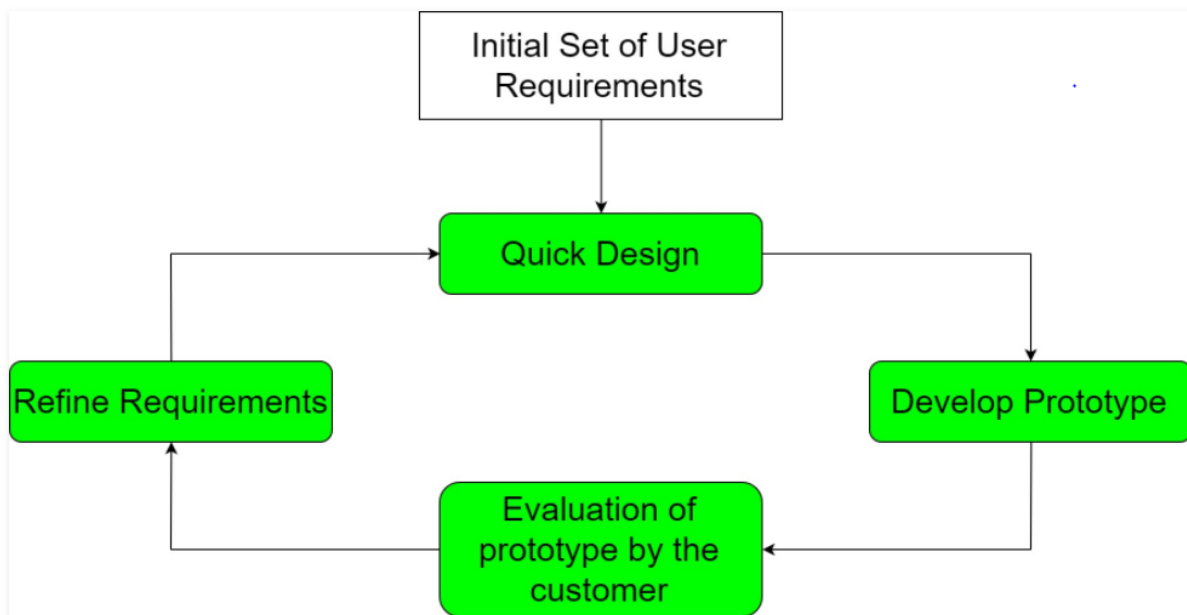 Initial Set of User
Requirements
Quick Design
Refine Requirements
Develop Prototype
Evaluation of
prototype by the
customer